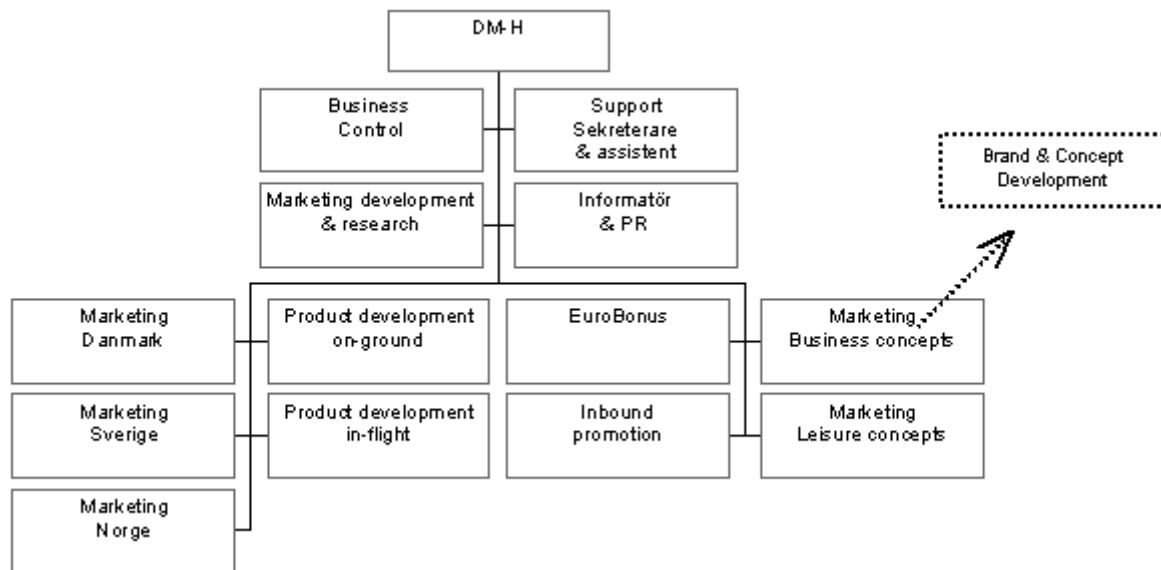 DM-H
Business
Control
Support
Sekreterare
& assistent
Brand & Concept
Development
Marketing development
& research
Informatör
& PR
Marketing
Danmark
Product development
on-ground
EuroBonus
Marketing
Business concepts
Marketing
Sverige
Product development
in-flight
Inbound
promotion
Marketing
Leisure concepts
Marketing
Norge